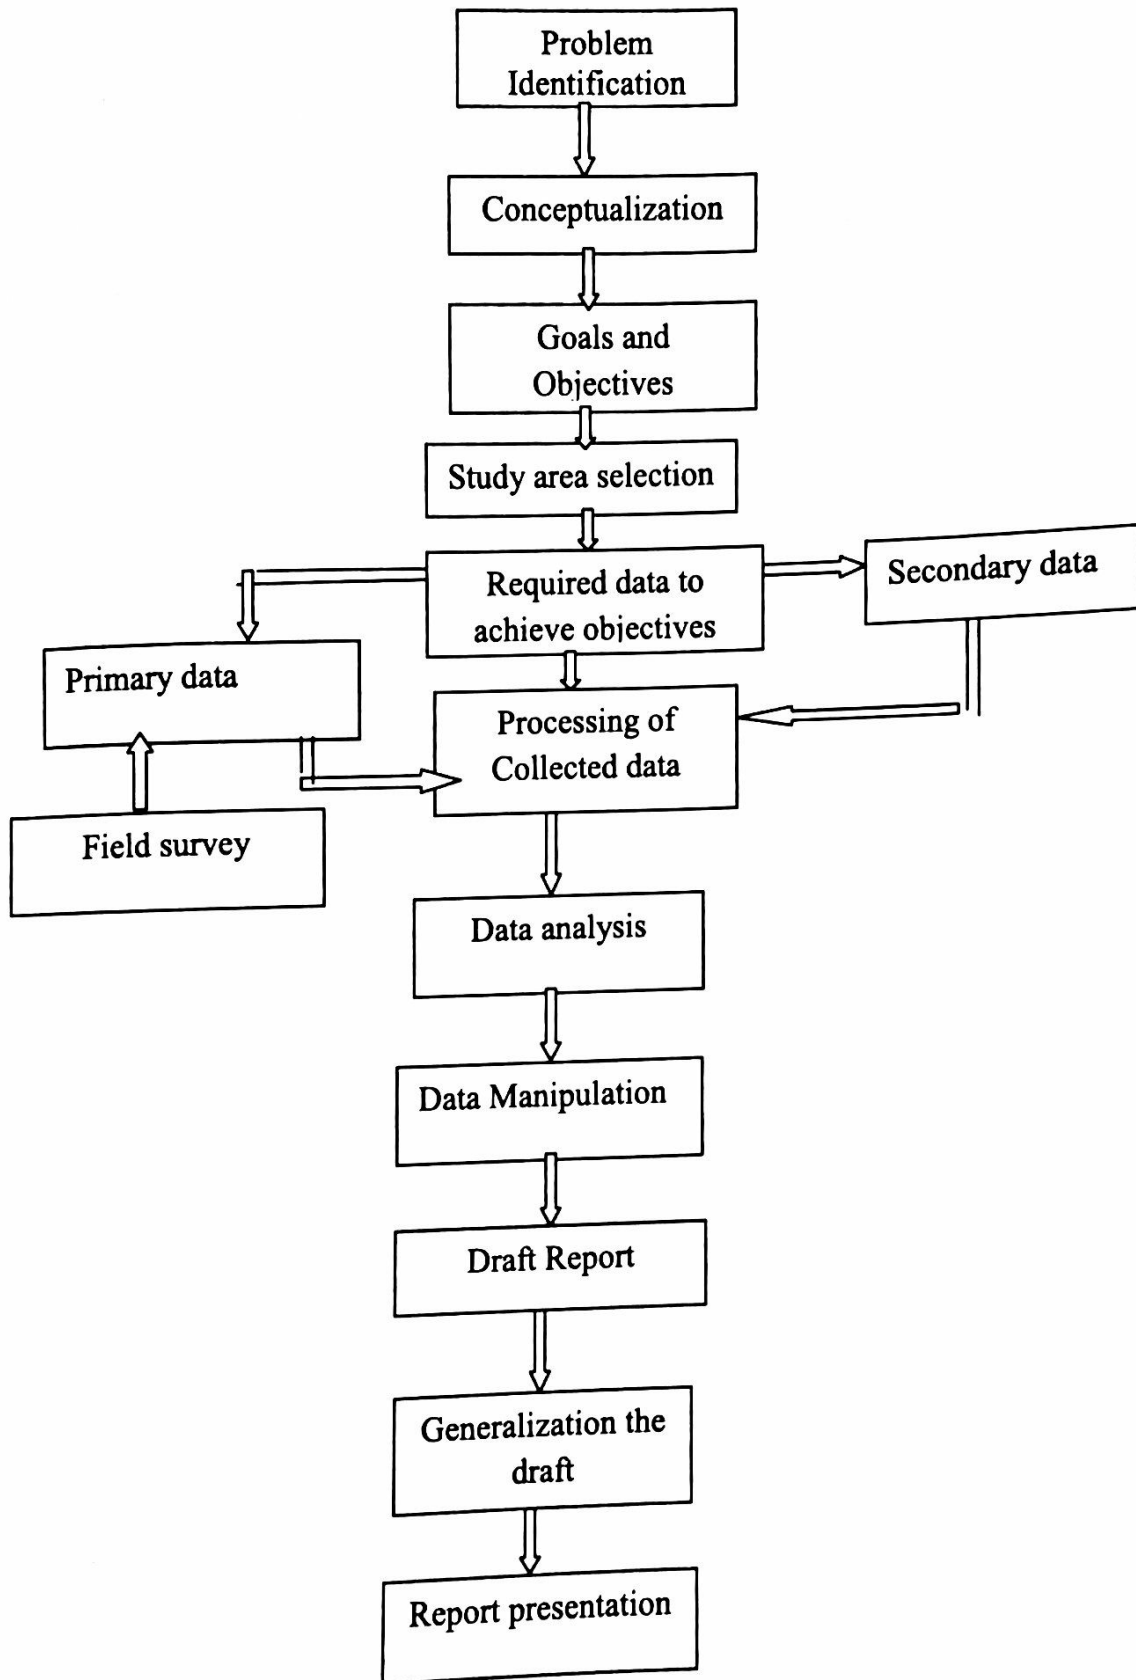 Problem
Identification
Conceptualization
Goals and
Objectives
Study area selection
Required data to
achieve objectives
Secondary data
Primary data
Processing of
Collected data
Field survey
Data analysis
Data Manipulation
Draft Report
Generalization the
draft
Report presentation